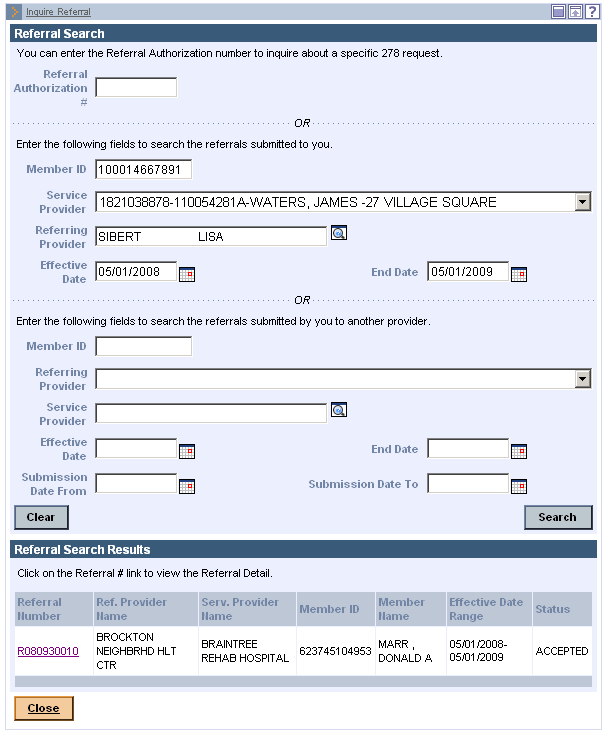 Inquire Referral
Referral Search
You can enter the Referral Authorization number to inquire about a specific 278 request.
Referral
Authorization
#
OR
Enter the following fields to search the referrals submitted to you.
Member ID 100014667891
Service
Provider 1821038878-110054281A-WATERS, JAMES -27 VILLAGE SQUARE
Referring
Provider SIBERT LISA
Effective
Date 05/01/2008 End Date 05/01/2009
OR
Enter the following fields to search the referrals submitted by you to another provider.
Member ID
Referring
Provider
Service
Provider
Effective
Date End Date
Submission
Date From Submission Date To
Clear Search
Referral Search Results
Click on the Referral # link to view the Referral Detail.
Referral
Number
Ref. Provider
Name
Serv. Provider
Name
Member ID
Member
Name
Effective Date
Range
Status
R080930010
BROCKTON
NEIGHBRHD HLT
CTR
BRAINTREE
REHAB HOSPITAL
623745104953
MARR ,
DONALD A
05/01/2008-
05/01/2009
ACCEPTED
Close